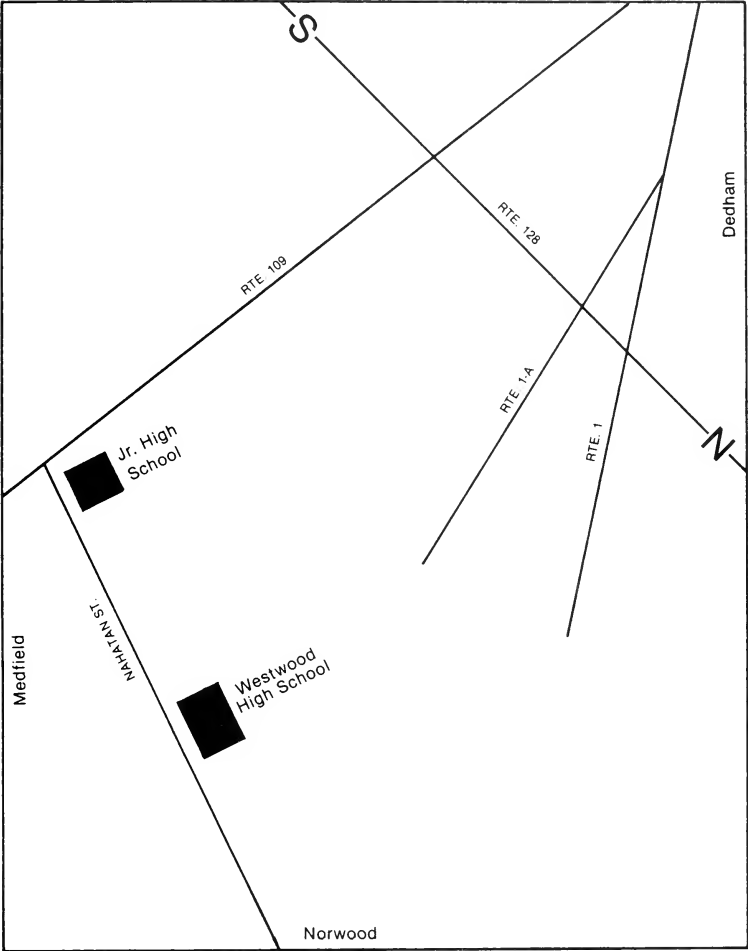 S
RTE. 128
Dedham
RTE 109
RTE 1-A
RTE. 1
N
Jr. High
School
NAHATAN ST.
Medfield
Westwood
High School
Norwood